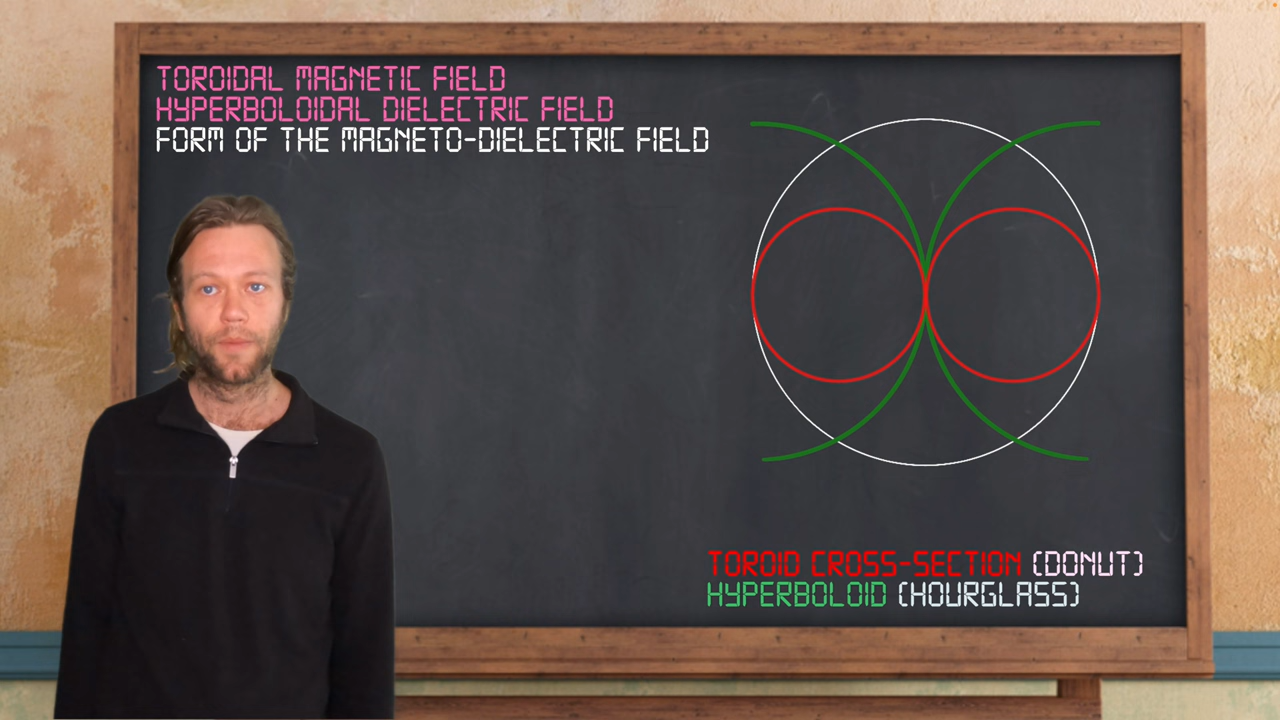 TOROIDAL MAGNETIC FIELD
HYPERBOLOIDAL DIELECTRIC FIELD
FORM OF THE MAGNETO-DIELECTRIC FIELD
TOROID CROSS-SECTION (DONUT)
HYPERBOLOID (HOURGLASS)